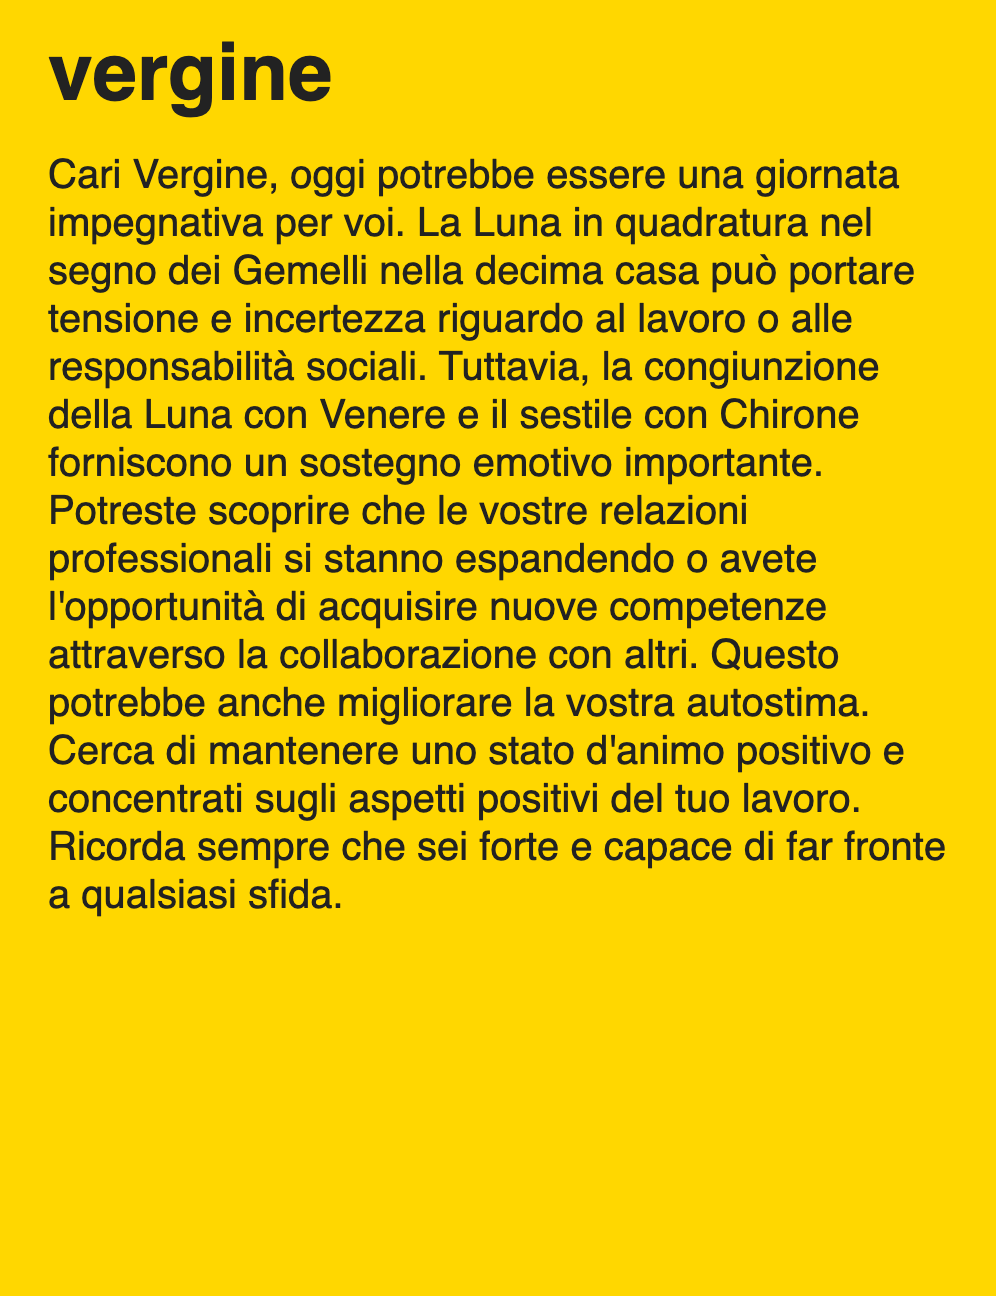 vergine
Cari Vergine, oggi potrebbe essere una giornata
impegnativa per voi. La Luna in quadratura nel
segno dei Gemelli nella decima casa può portare
tensione e incertezza riguardo al lavoro o alle
responsabilità sociali. Tuttavia, la congiunzione
della Luna con Venere e il sestile con Chirone
forniscono un sostegno emotivo importante.
Potreste scoprire che le vostre relazioni
professionali si stanno espandendo o avete
l'opportunità di acquisire nuove competenze
attraverso la collaborazione con altri. Questo
potrebbe anche migliorare la vostra autostima.
Cerca di mantenere uno stato d'animo positivo e
concentrati sugli aspetti positivi del tuo lavoro.
Ricorda sempre che sei forte e capace di far fronte
a qualsiasi sfida.